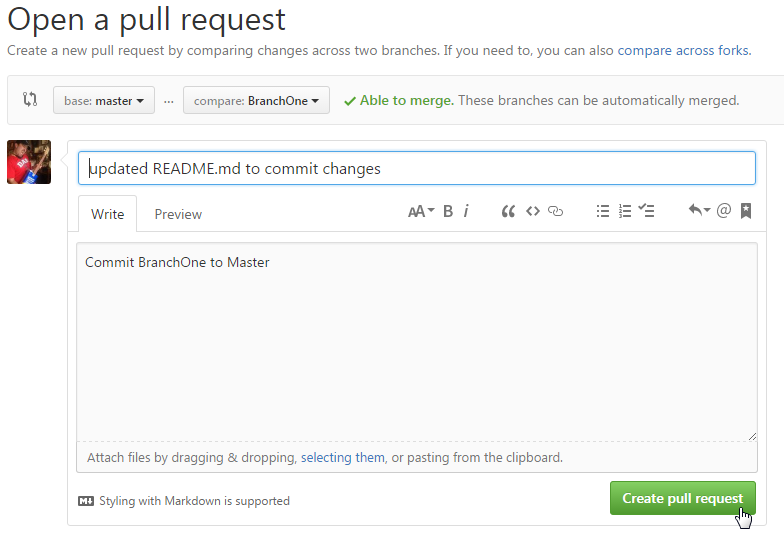 Open a pull request
Create a new pull request by comparing changes across two branches. If you need to, you can also compare across forks.
base: master ... compare: BranchOne Able to merge. These branches can be automatically merged.
updated README.md to commit changes
Write Preview AA B i @
Commit BranchOne to Master
Attach files by dragging & dropping, selecting them, or pasting from the clipboard.
Styling with Markdown is supported
Create pull request